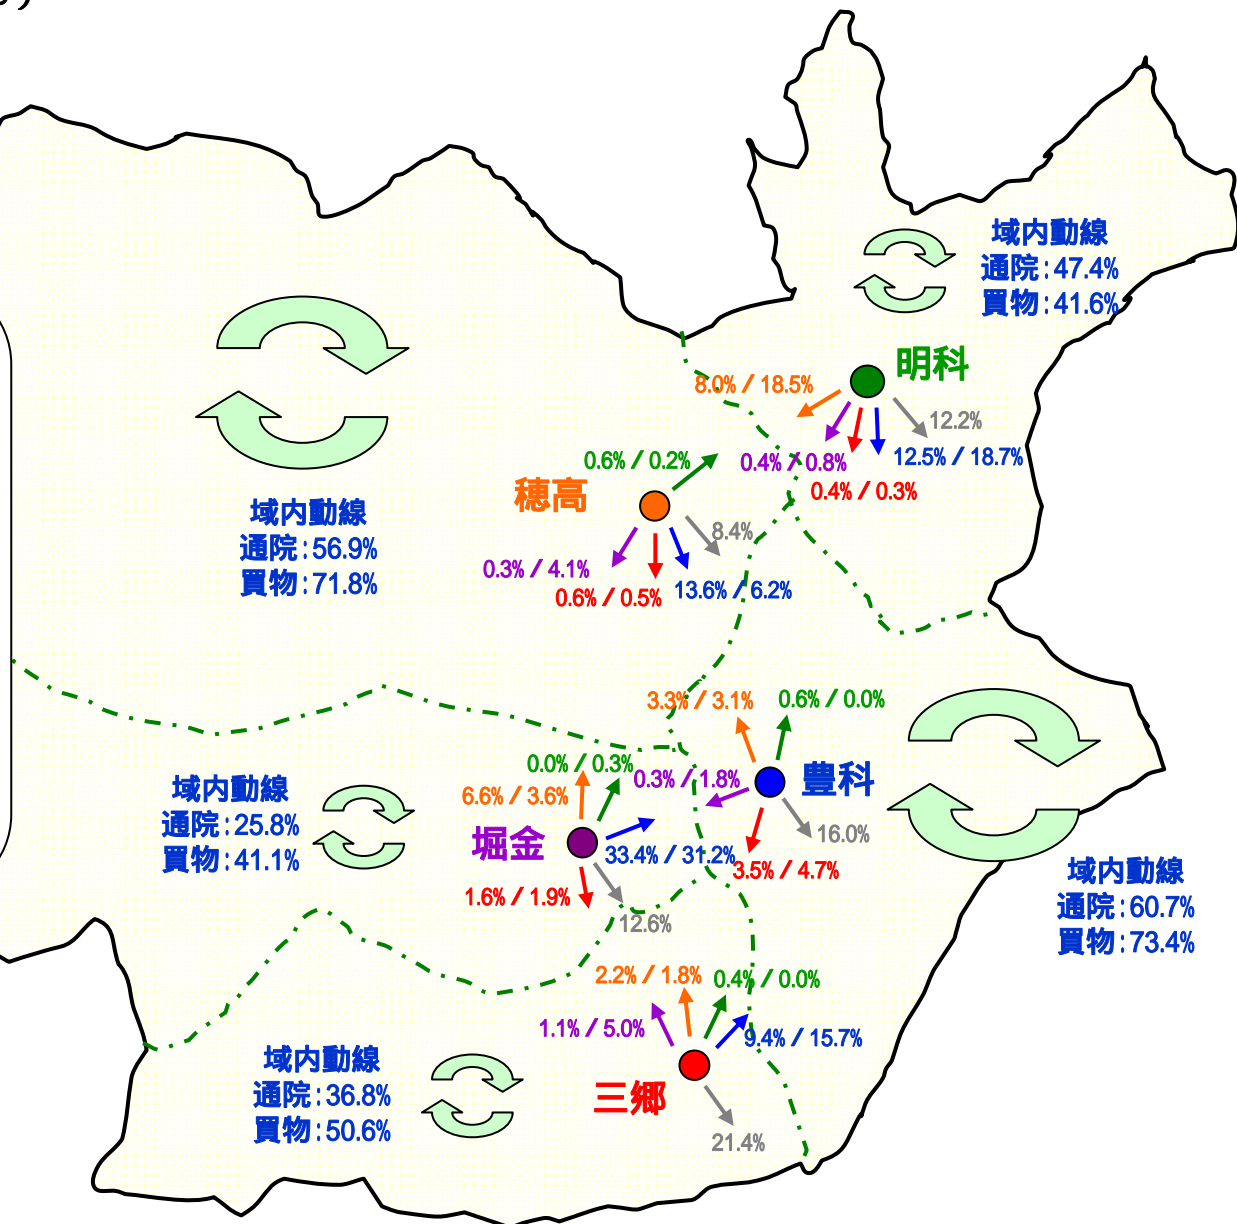 域内動線
通院:47.4%
買物:41.6%
明科
8.0% / 18.5%
12.2%
12.5% / 18.7%
0.4% / 0.8%
0.4% / 0.3%
0.6% / 0.2%
穂高
8.4%
0.3% / 4.1%
0.6% / 0.5%
13.6% / 6.2%
域内動線
通院:56.9%
買物:71.8%
3.3% / 3.1%
0.6% / 0.0%
0.3% / 1.8%
豊科
16.0%
3.5% / 4.7%
域内動線
通院:60.7%
買物:73.4%
0.0% / 0.3%
6.6% / 3.6%
堀金
33.4% / 31.2%
1.6% / 1.9%
12.6%
域内動線
通院:25.8%
買物:41.1%
2.2% / 1.8%
0.4% / 0.0%
1.1% / 5.0%
9.4% / 15.7%
三郷
21.4%
域内動線
通院:36.8%
買物:50.6%